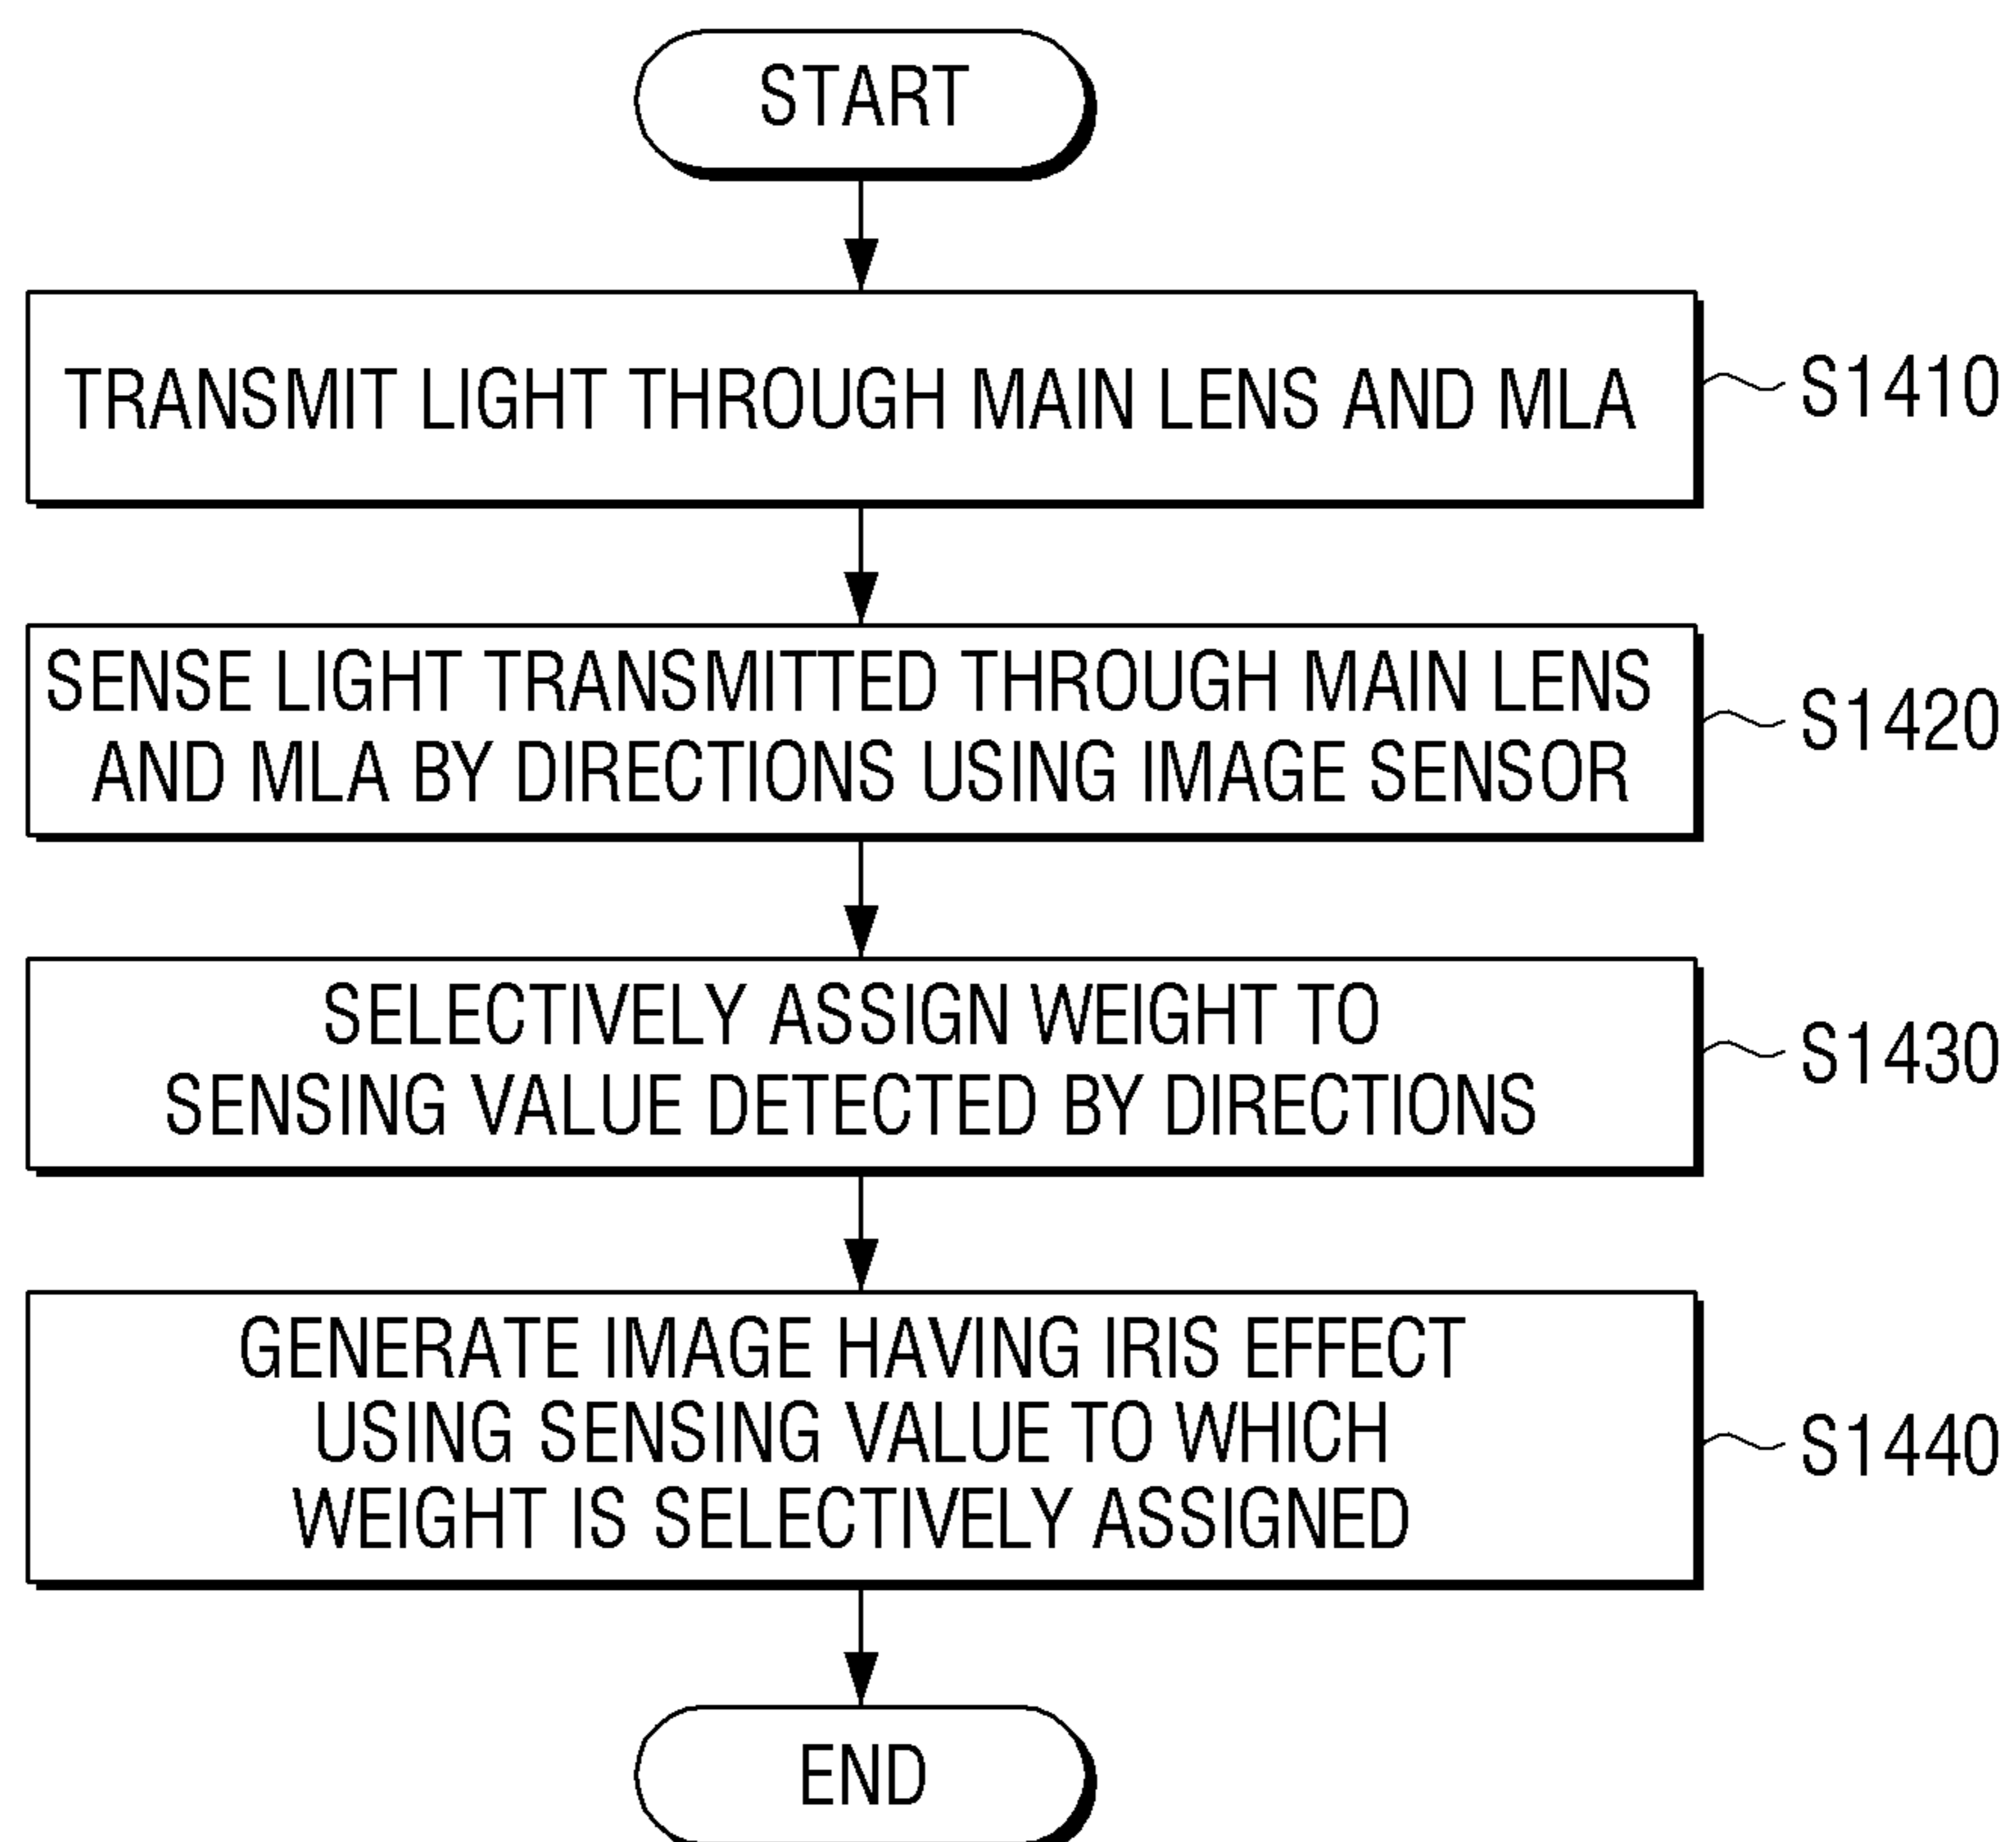 START
TRANSMIT LIGHT THROUGH MAIN LENS AND MLA
S1410
SENSE LIGHT TRANSMITTED THROUGH MAIN LENS
AND MLA BY DIRECTIONS USING IMAGE SENSOR
S1420
SELECTIVELY ASSIGN WEIGHT TO
SENSING VALUE DETECTED BY DIRECTIONS
S1430
GENERATE IMAGE HAVING IRIS EFFECT
USING SENSING VALUE TO WHICH
WEIGHT IS SELECTIVELY ASSIGNED
S1440
END